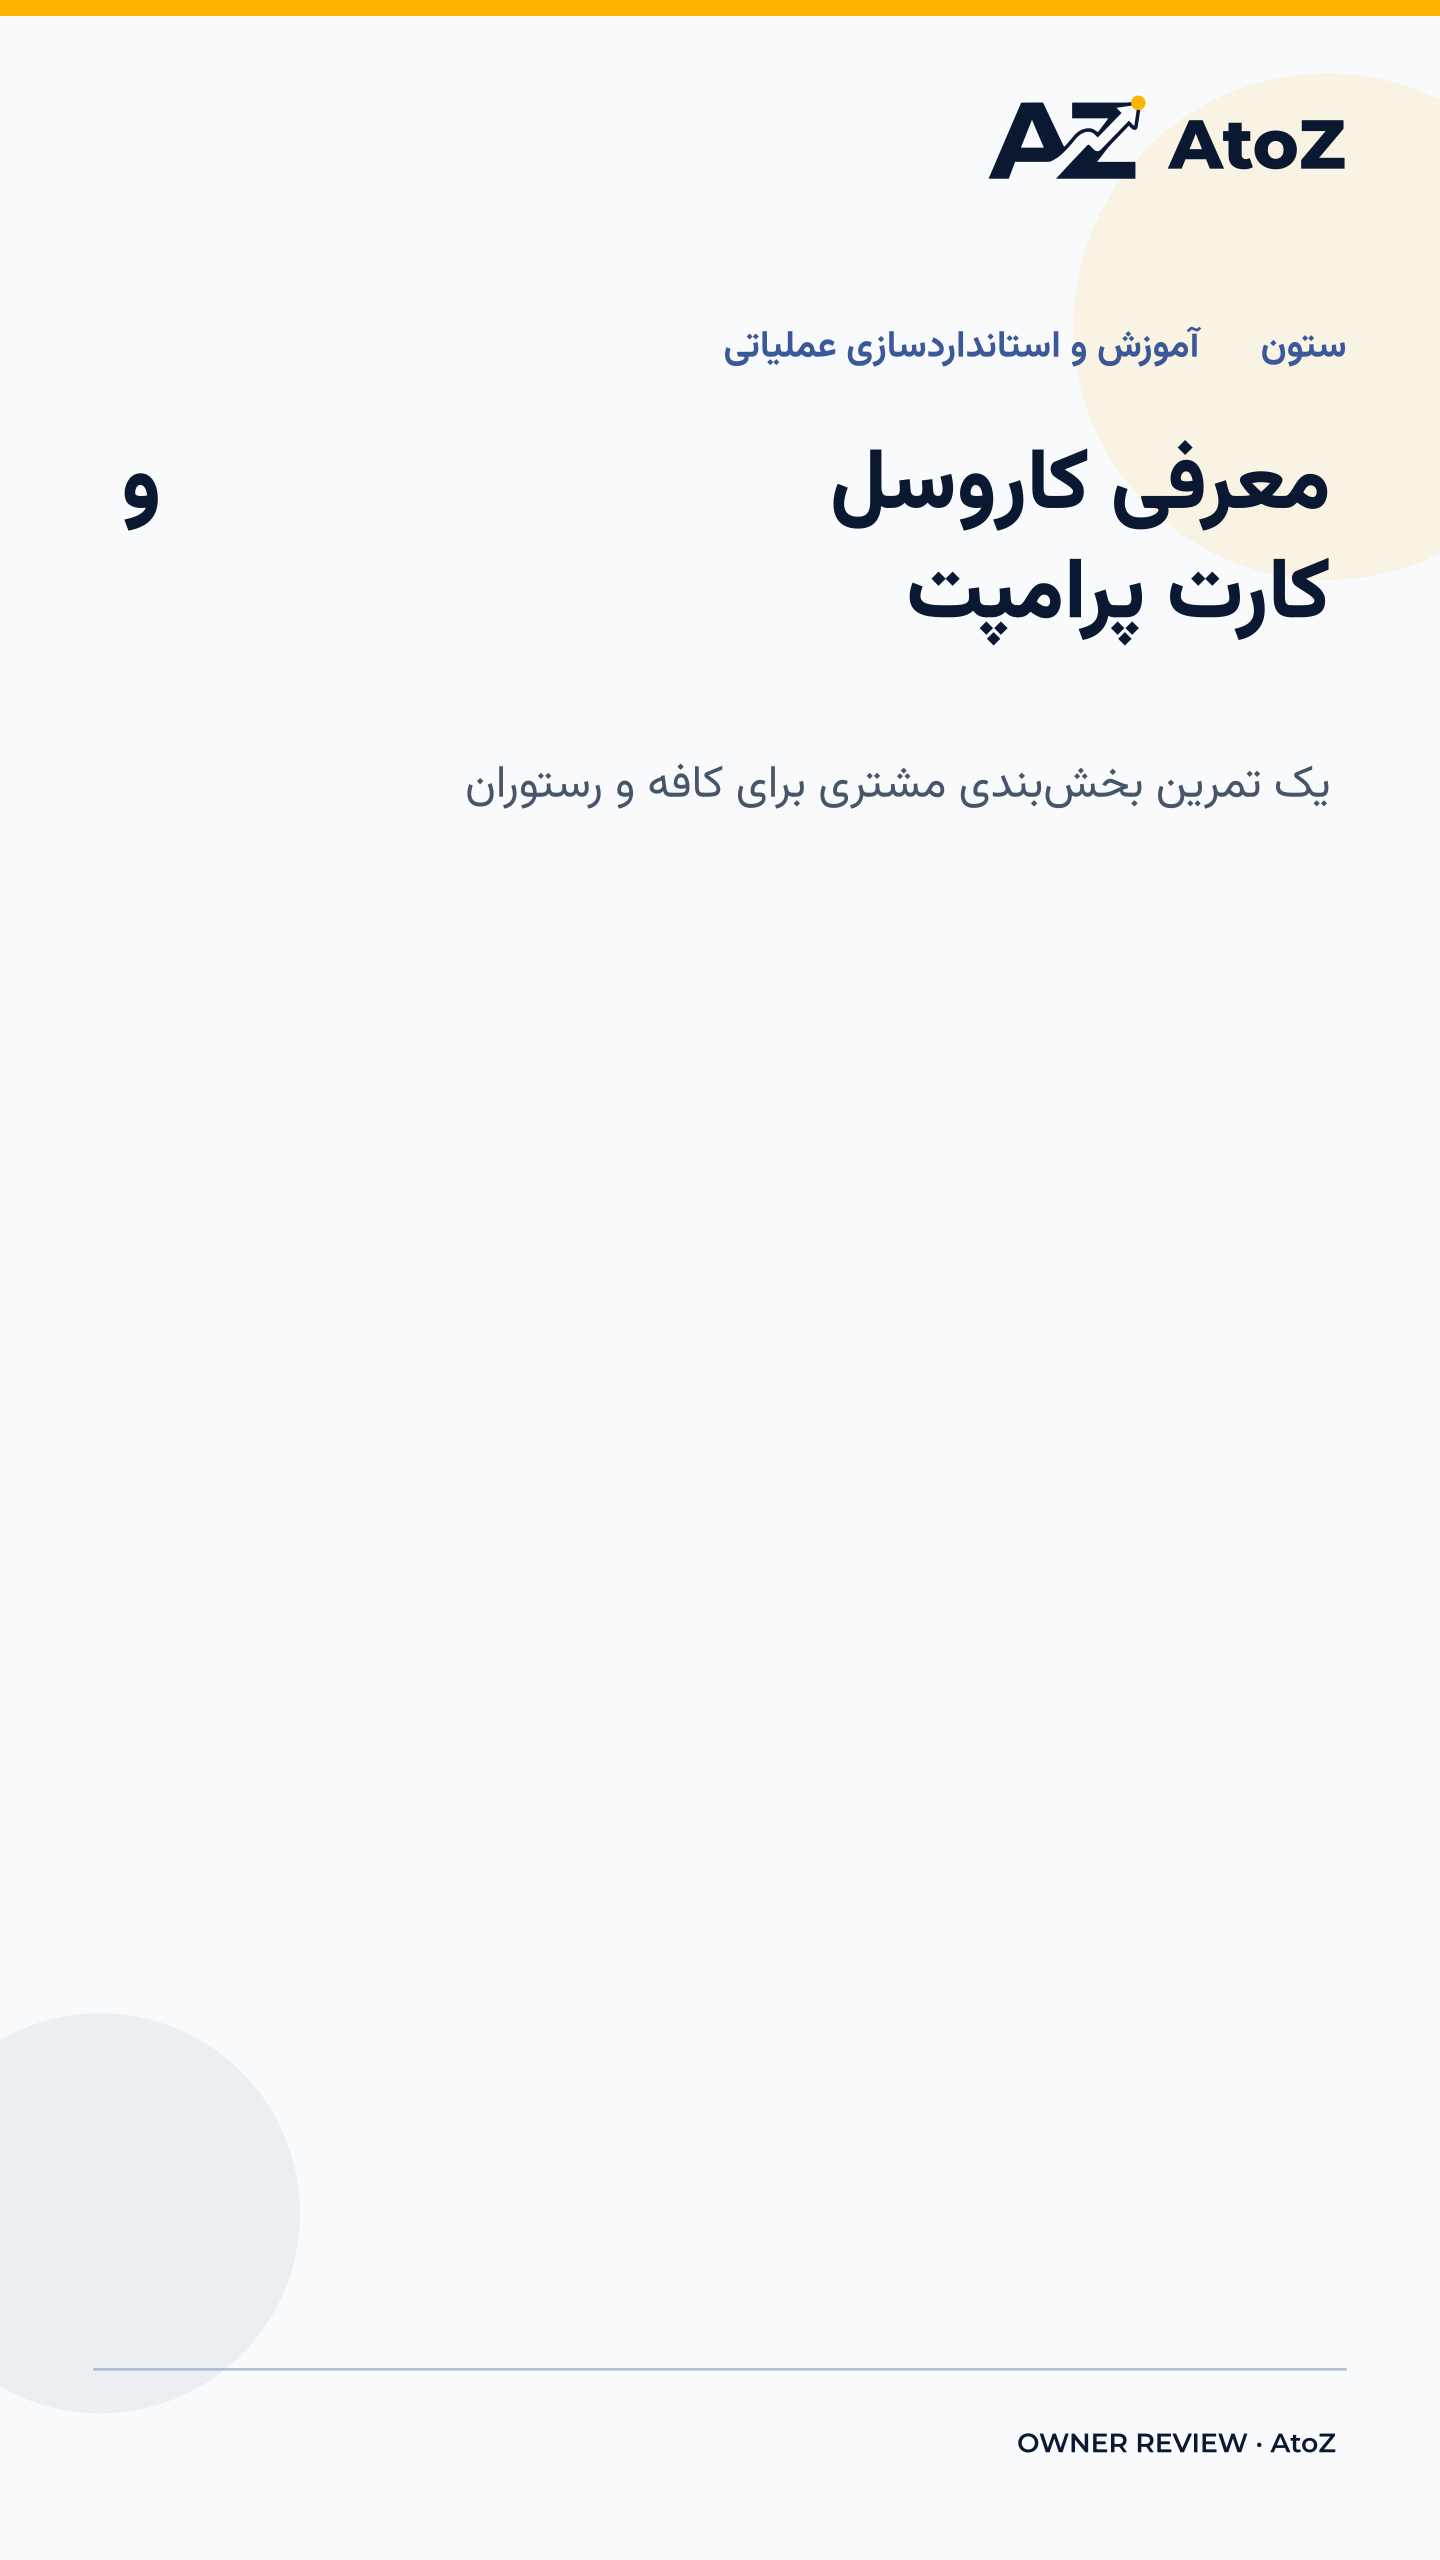 AZ AtoZ
ستون آموزش و استانداردسازی عملیاتی
معرفی کاروسل و
کارت پرامپت
یک تمرین بخش‌بندی مشتری برای کافه و رستوران
OWNER REVIEW · AtoZ